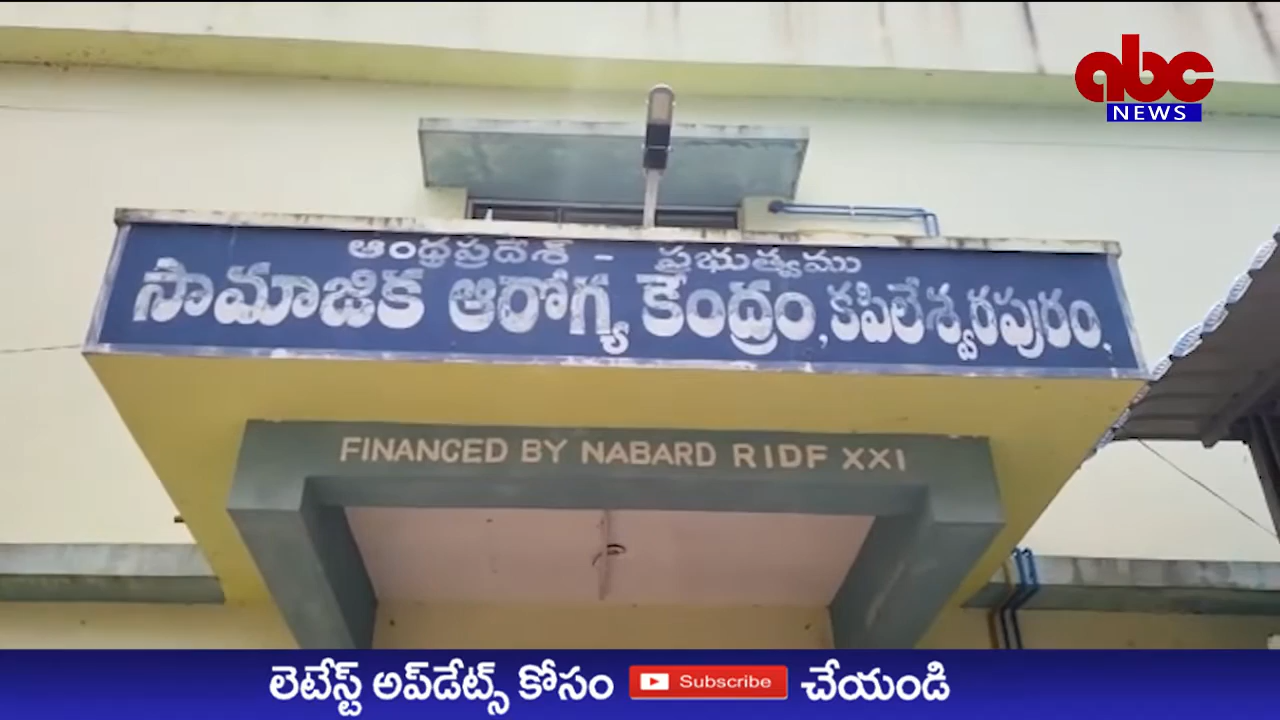 abc
NEWS
ఆంధ్రప్రదేశ్ - ప్రభుత్వము
సామాజిక ఆరోగ్య కేంద్రం, కపిలేశ్వరపురం.
FINANCED BY NABARD RIDF XXI
లెటేస్ట్ అప్‌డేట్స్ కోసం Subscribe చేయండి